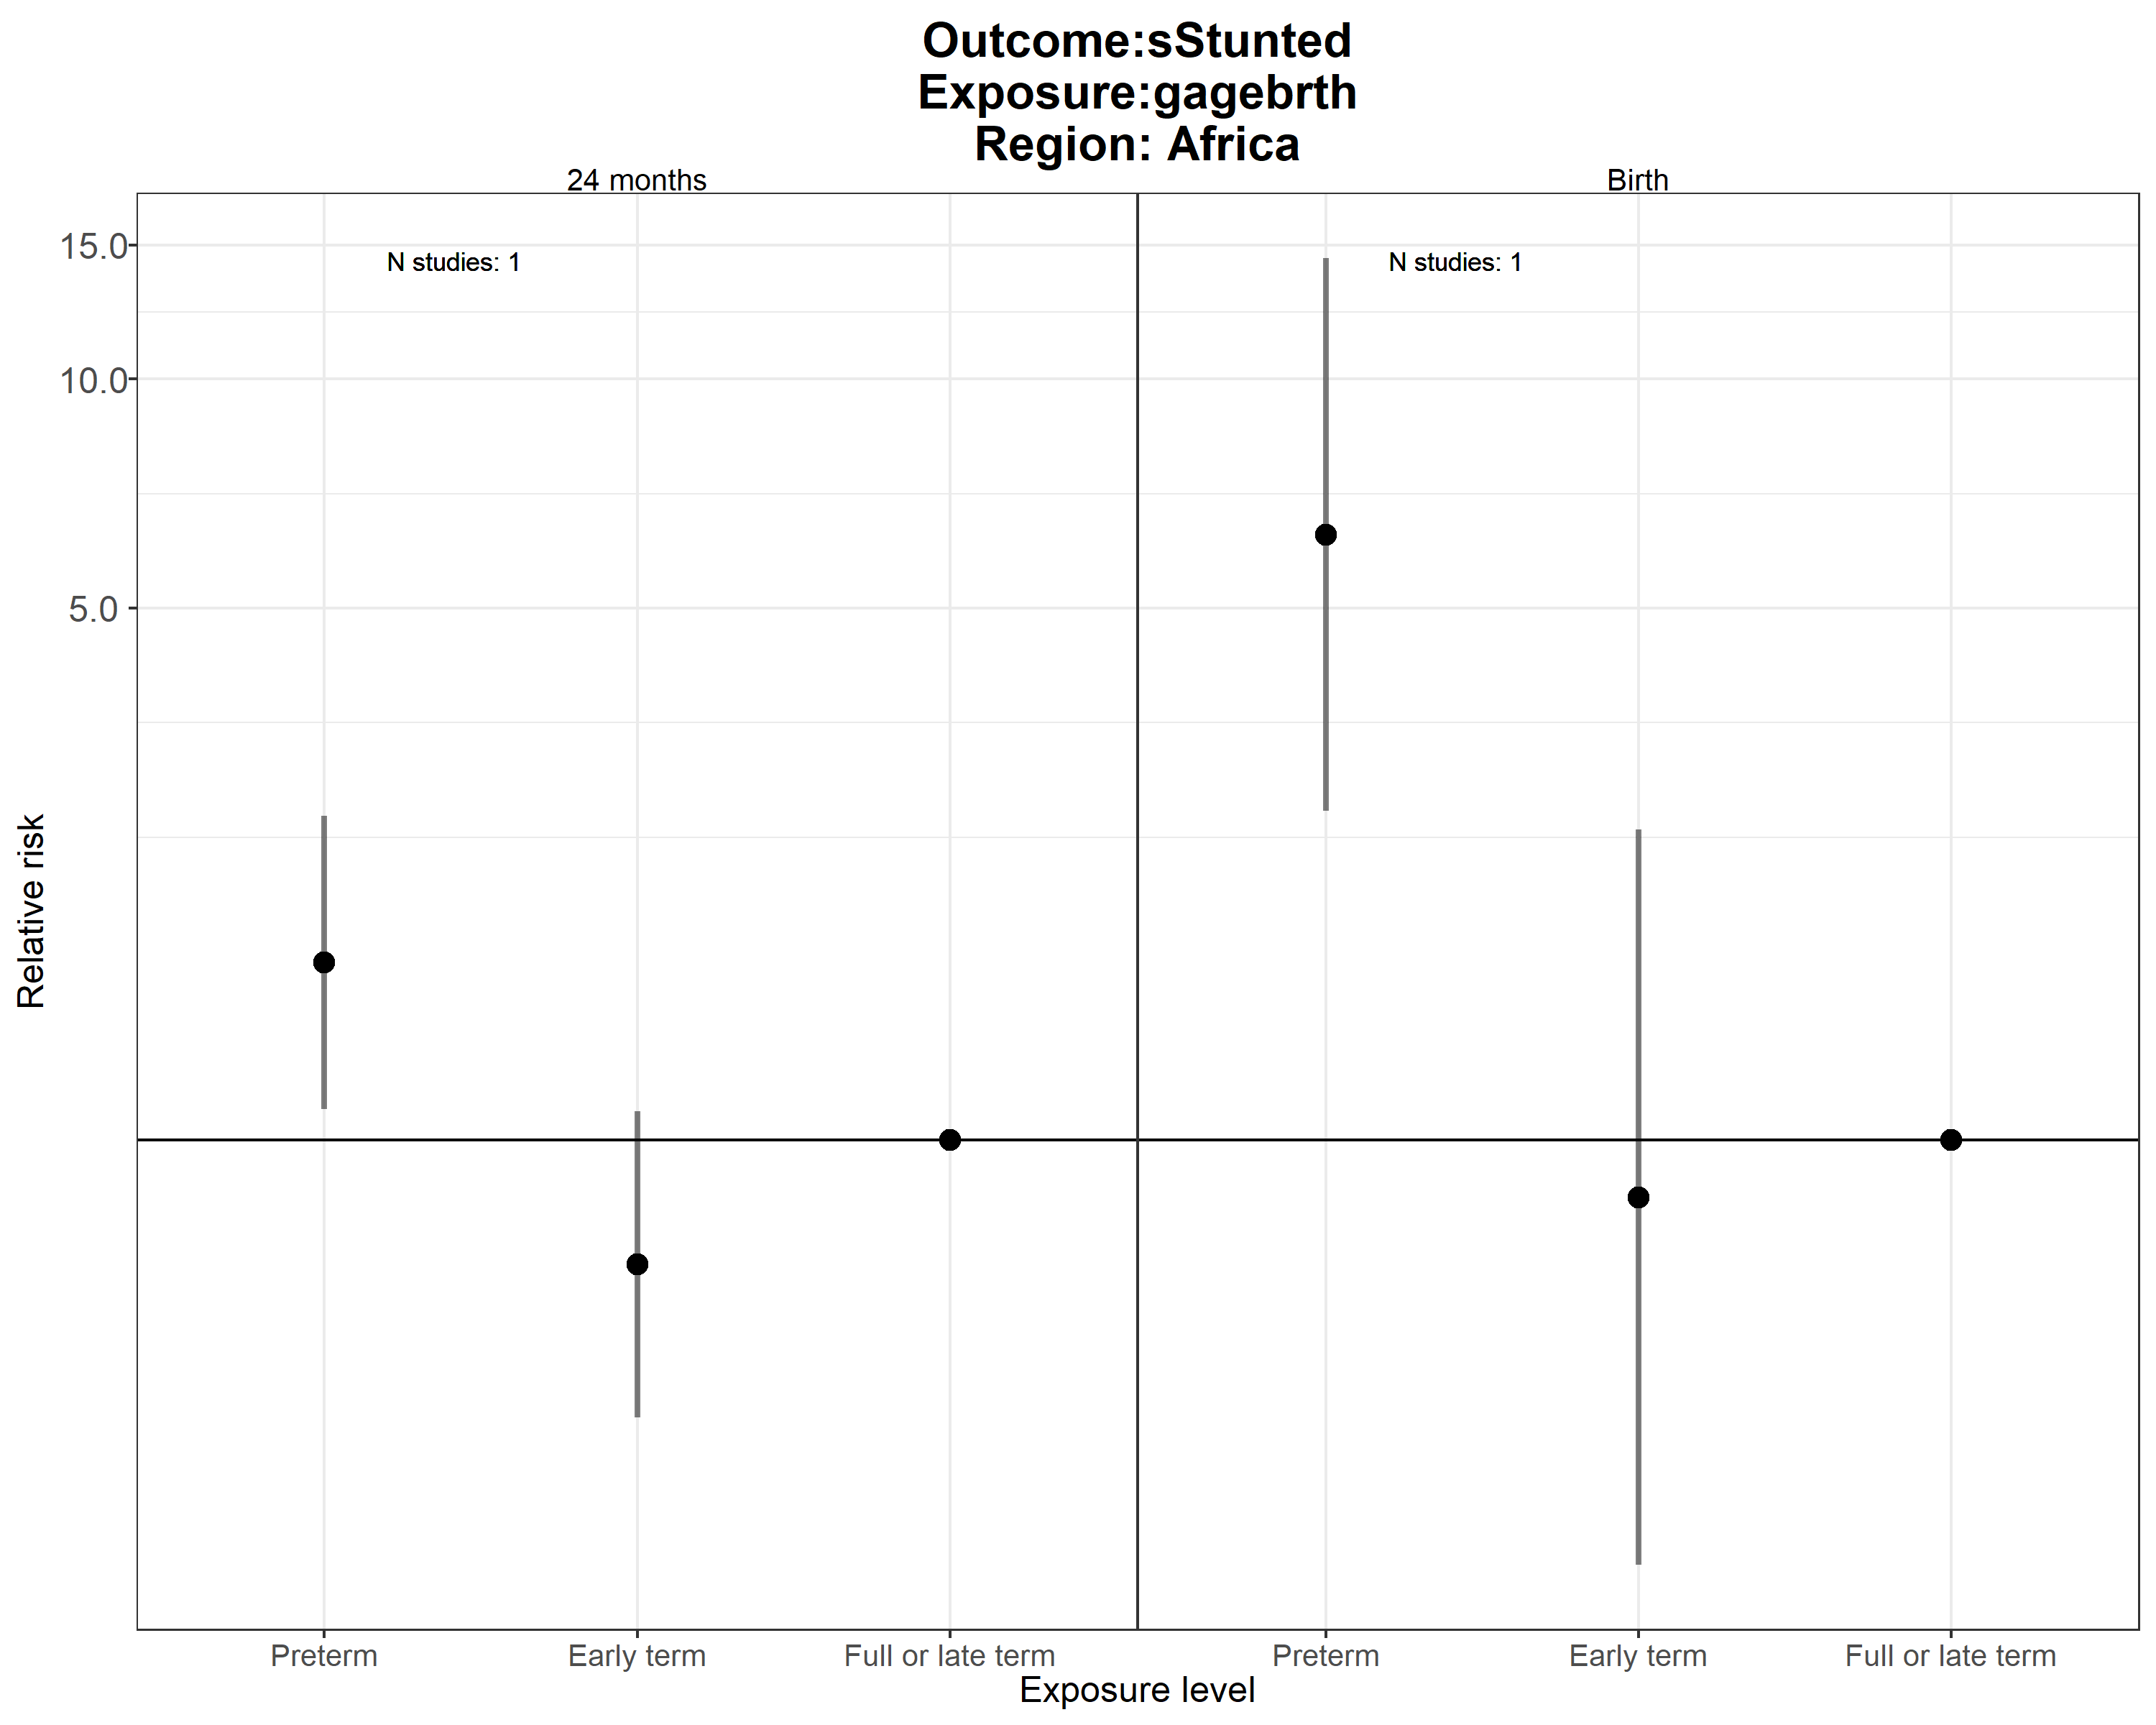 Outcome:sStunted
Exposure:gagebrth
Region: Africa
24 months
Birth
15.0
10.0
5.0
N studies: 1
N studies: 1
Relative risk
Preterm
Early term
Full or late term
Preterm
Early term
Full or late term
Exposure level